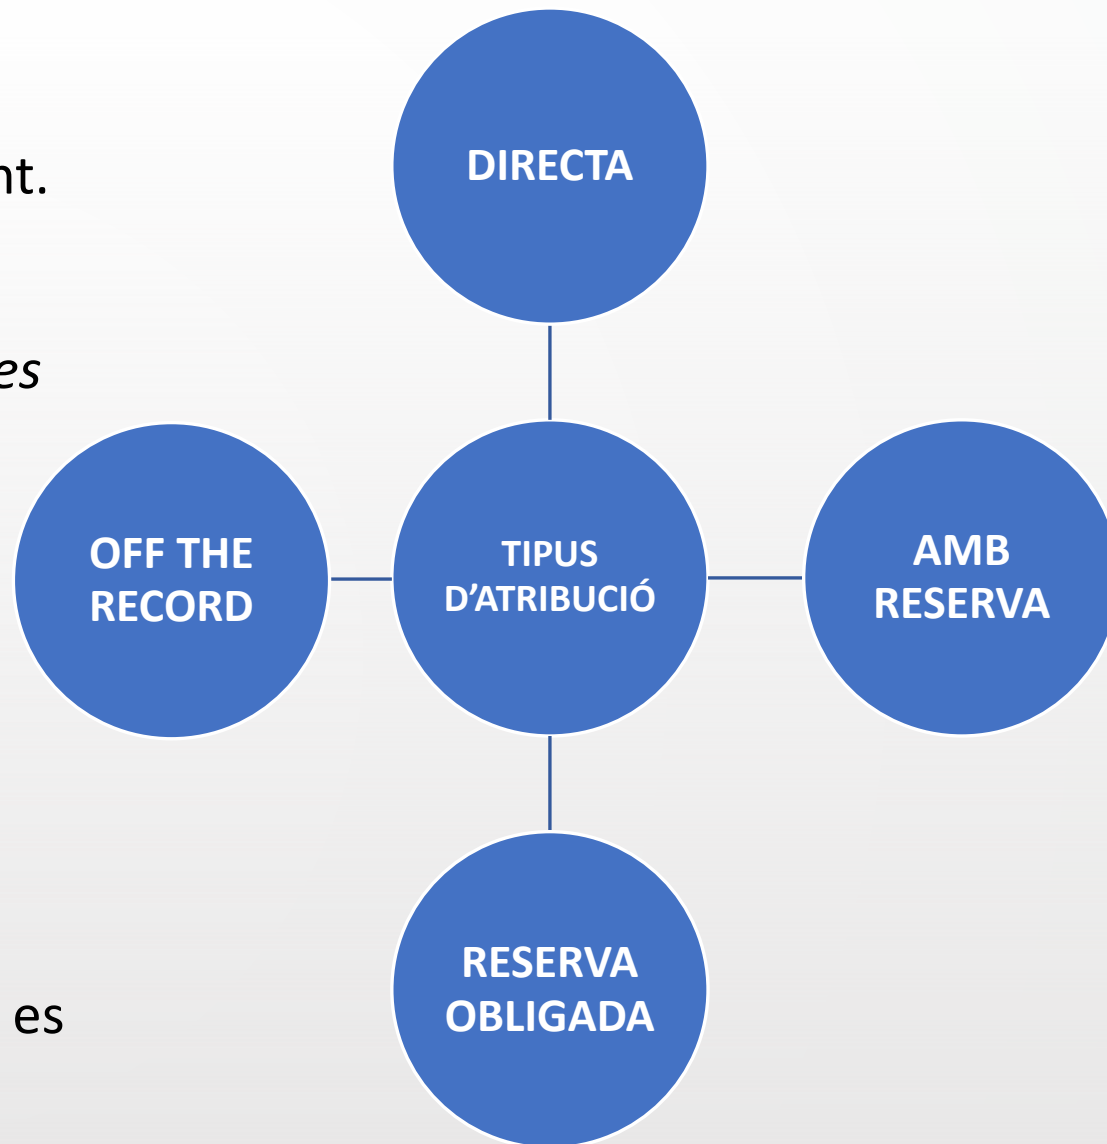 DIRECTA
nt.
es
OFF THE
RECORD
TIPUS
D’ATRIBUCIÓ
AMB
RESERVA
RESERVA
OBLIGADA
es